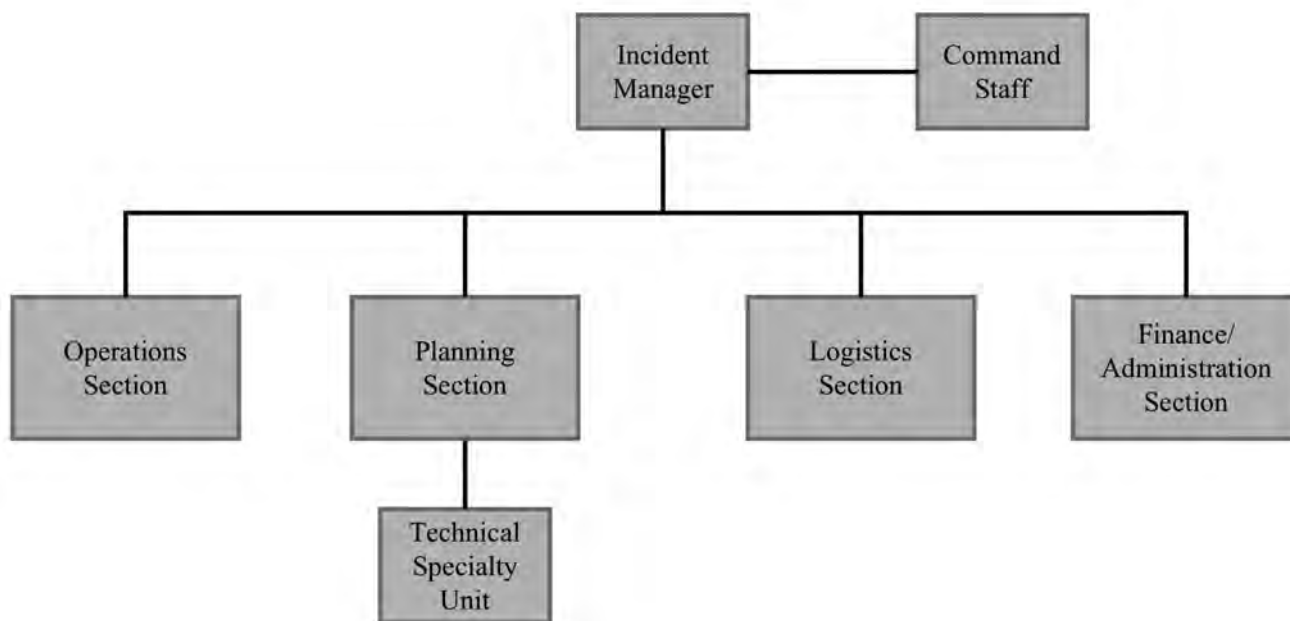 Incident
Manager
Command
Staff
Operations
Section
Planning
Section
Logistics
Section
Finance/
Administration
Section
Technical
Specialty
Unit